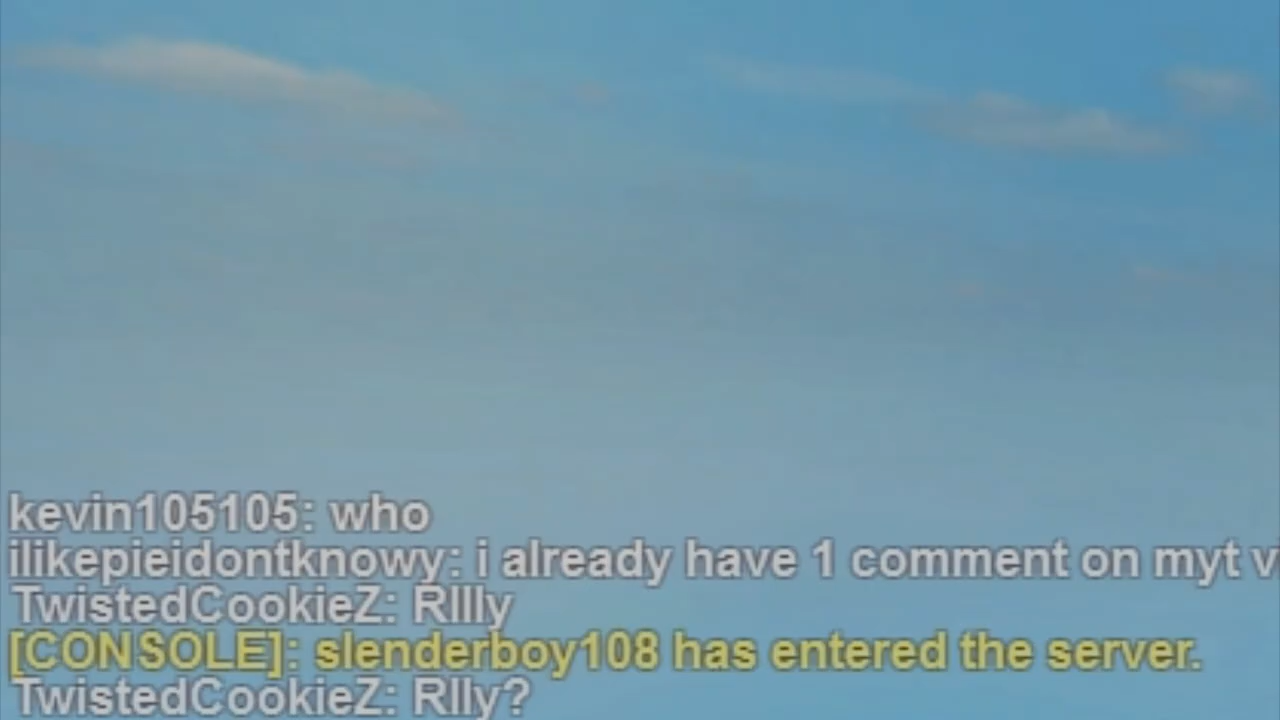 kevin105105: who
ilikepieidontknowy: i already have 1 comment on myt v
TwistedCookieZ: Rllly
[CONSOLE]: slenderboy108 has entered the server.
TwistedCookieZ: Rlly?